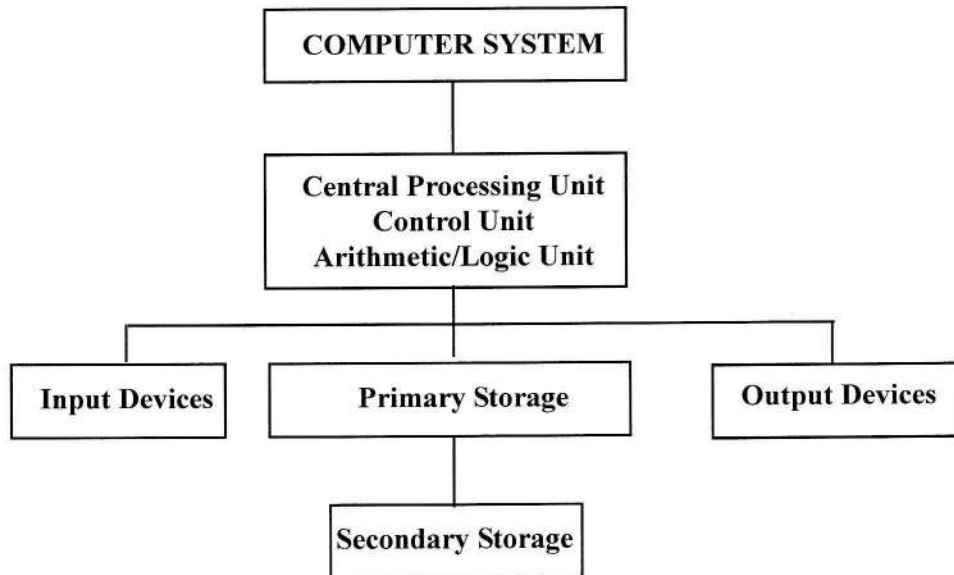 COMPUTER SYSTEM
Central Processing Unit
Control Unit
Arithmetic/Logic Unit
Input Devices
Primary Storage
Output Devices
Secondary Storage